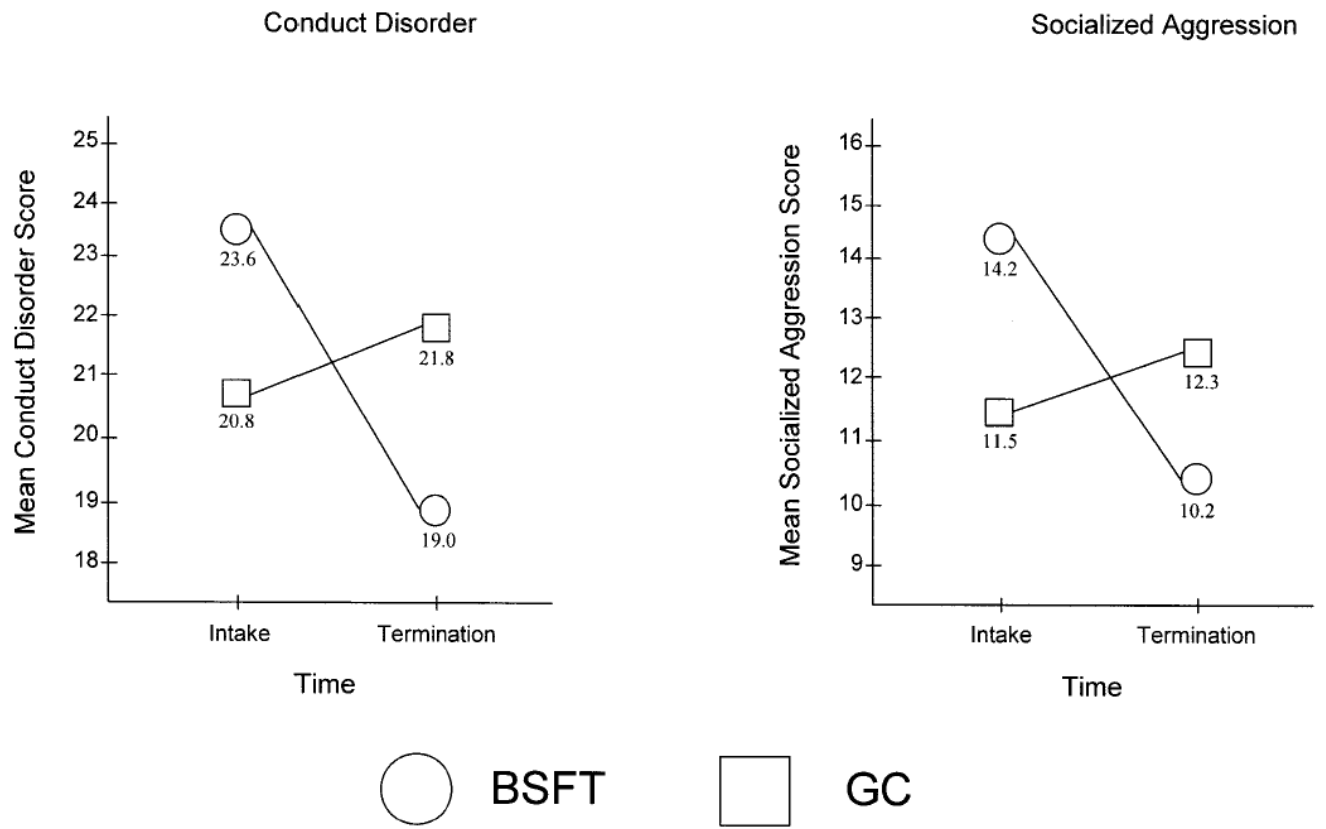 Conduct Disorder
Socialized Aggression
Mean Conduct Disorder Score
25
24
23
22
21
20
19
18
23.6
20.8
21.8
19.0
Intake
Termination
Time
Mean Socialized Aggression Score
16
15
14
13
12
11
10
9
14.2
11.5
12.3
10.2
Intake
Termination
Time
BSFT
GC